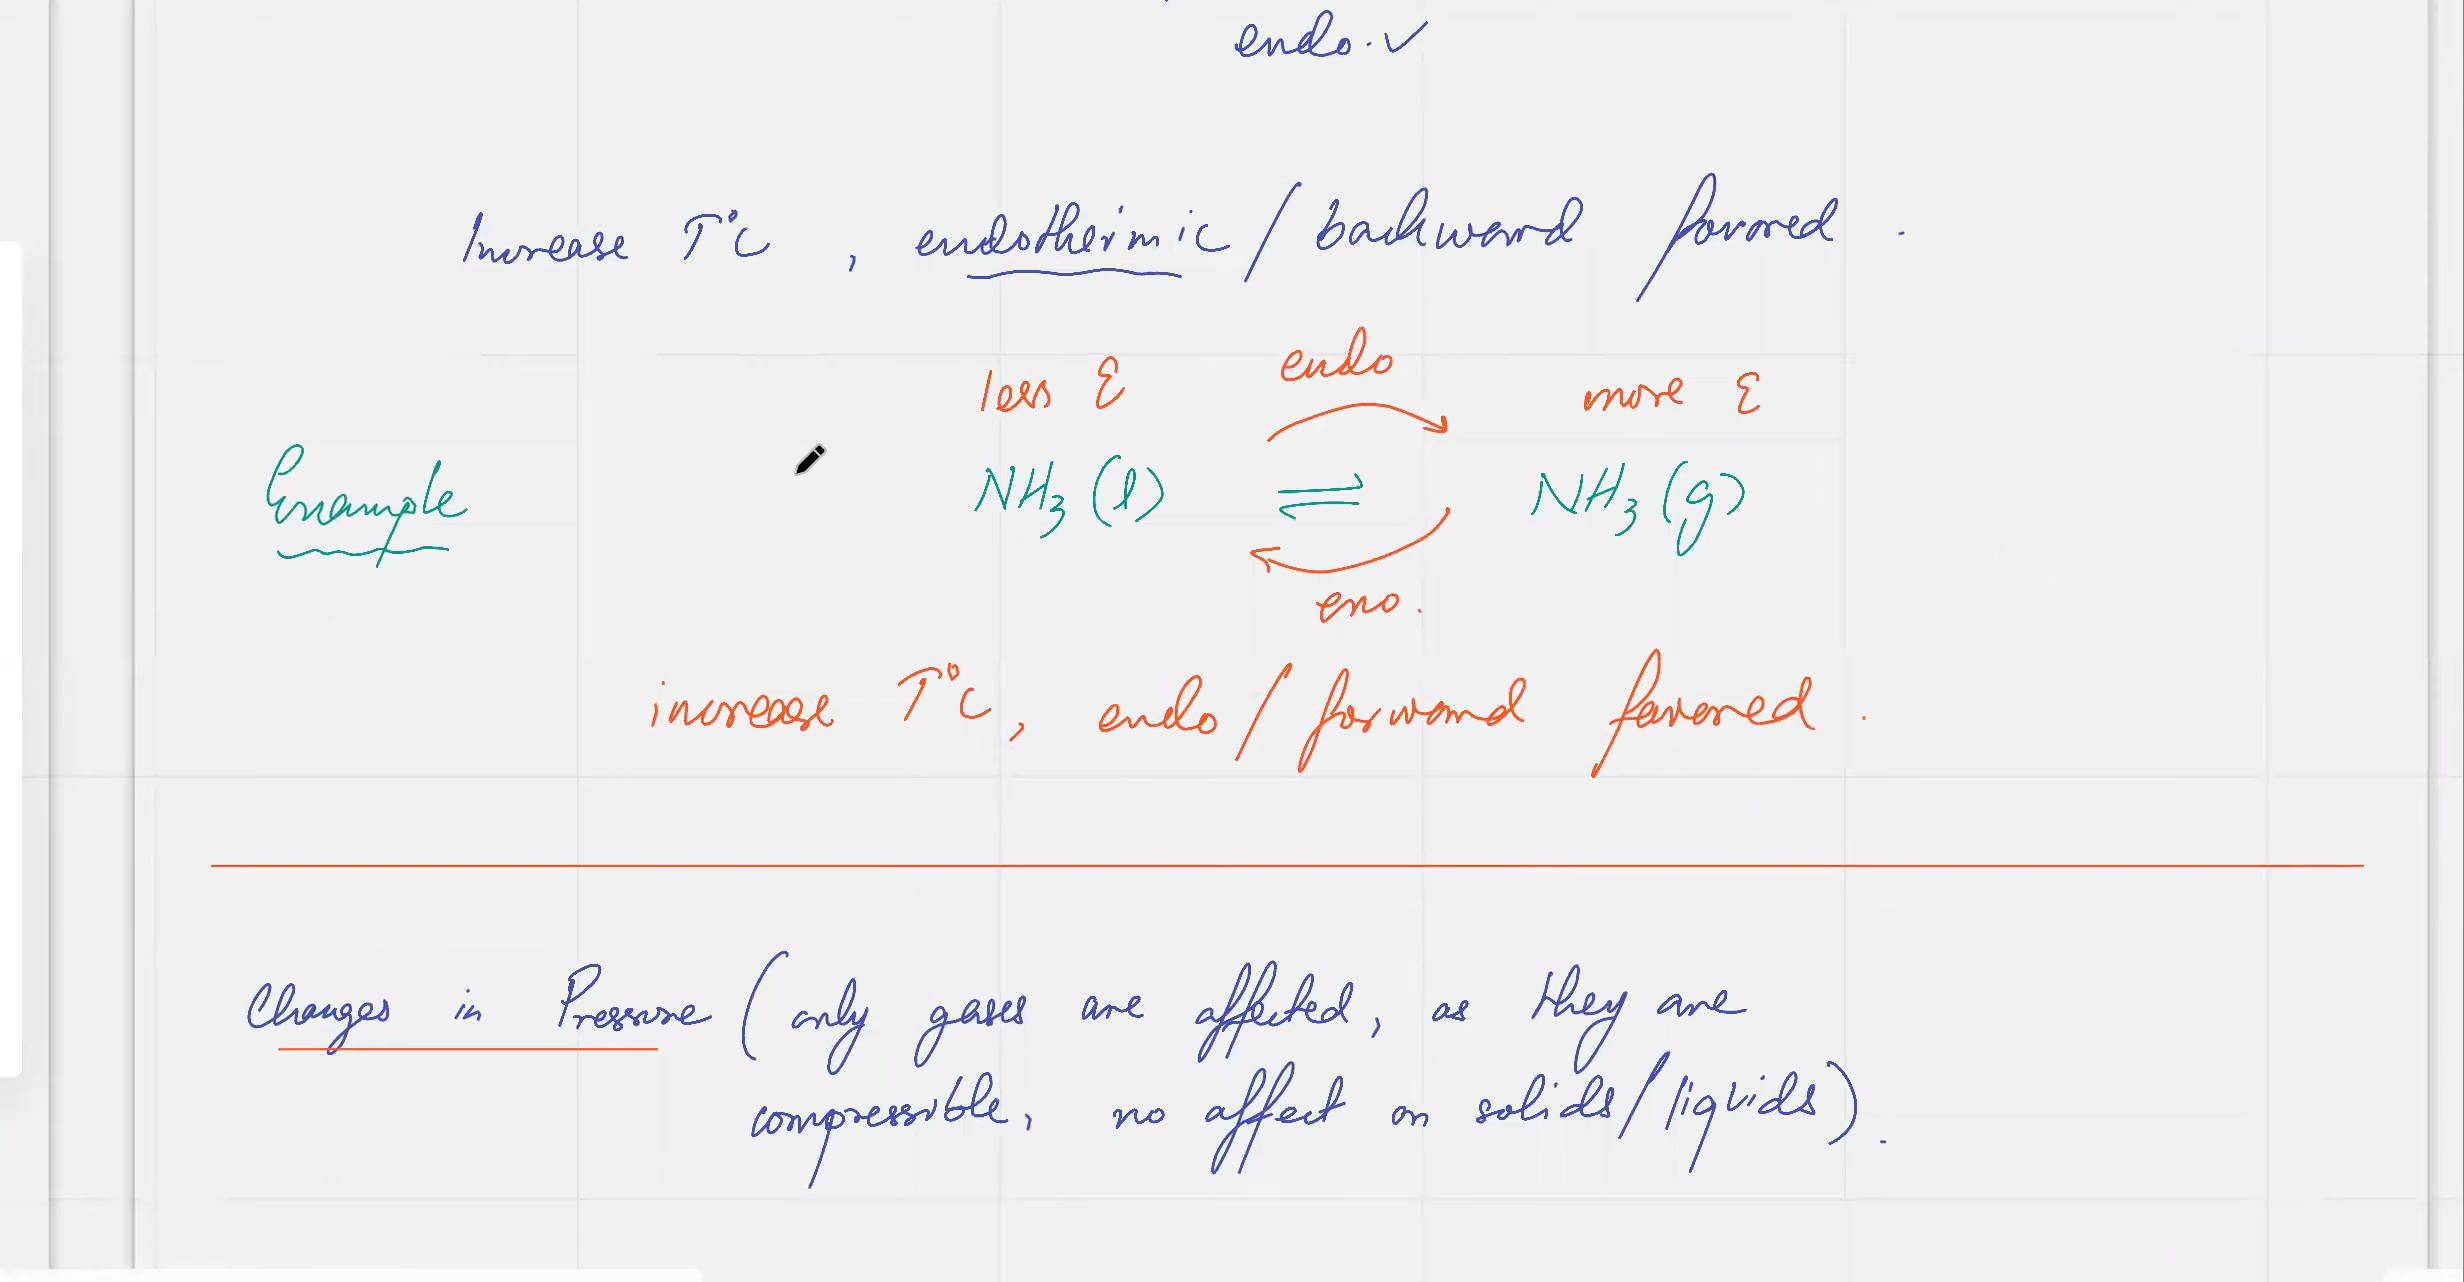 endo. ✓
Increase T°C , endothermic / backward favored .
less E endo more E
Example NH₃ (l) ⇌ NH₃ (g)
exo .
increase T°C , endo / forward favored .
Changes in Pressure ( only gases are affected, as they are
compressible, no affect on solids / liquids ) .